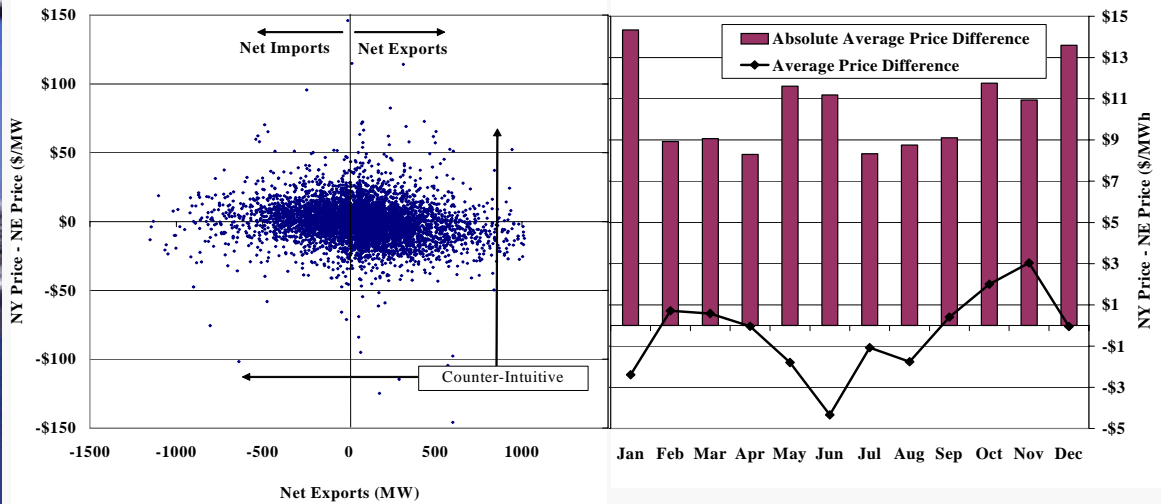 $150
$100
$50
$0
-$50
-$100
-$150
NY Price - NE Price ($/MW
Net Imports
Net Exports
Counter-Intuitive
-1500
-1000
-500
0
500
1000
Net Exports (MW)
Absolute Average Price Difference
Average Price Difference
$15
$13
$11
$9
$7
$5
$3
$1
-$1
-$3
-$5
NY Price - NE Price ($/MWh
Jan Feb Mar Apr May Jun Jul Aug Sep Oct Nov Dec